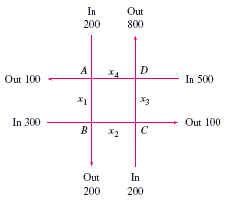 In Out
200 800
A x4 D
Out 100 In 500
x1 x3
In 300 Out 100
B x2 C
Out In
200 200